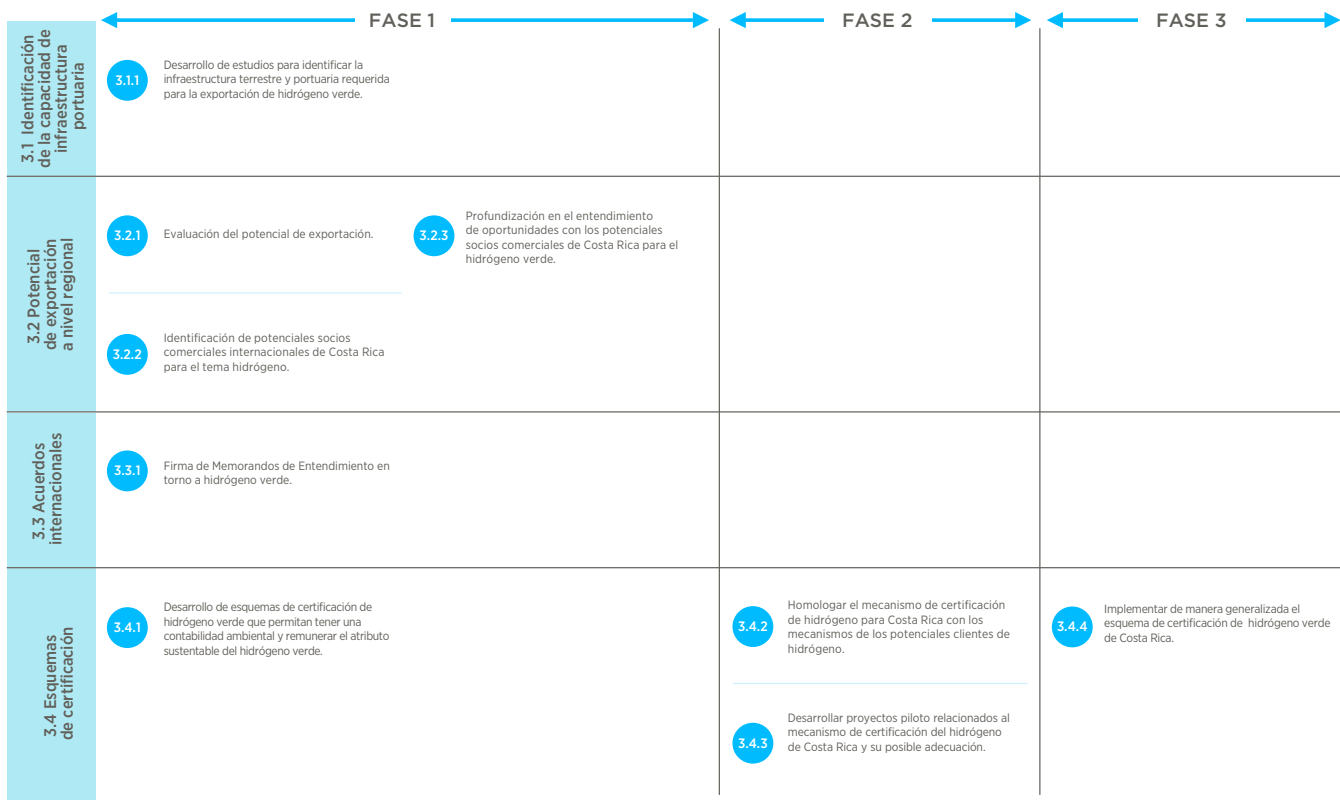 FASE 1
FASE 2
FASE 3
3.1 Identificación
de la capacidad de
infraestructura
portuaria
3.1.1
Desarrollo de estudios para identificar la
infraestructura terrestre y portuaria requerida
para la exportación de hidrógeno verde.
3.2 Potencial
de exportación
a nivel regional
3.2.1
Evaluación del potencial de exportación.
3.2.3
Profundización en el entendimiento
de oportunidades con los potenciales
socios comerciales de Costa Rica para el
hidrógeno verde.
3.2.2
Identificación de potenciales socios
comerciales internacionales de Costa Rica
para el tema hidrógeno.
3.3 Acuerdos
internacionales
3.3.1
Firma de Memorandos de Entendimiento en
torno a hidrógeno verde.
3.4 Esquemas
de certificación
3.4.1
Desarrollo de esquemas de certificación de
hidrógeno verde que permitan tener una
contabilidad ambiental y remunerar el atributo
sustentable del hidrógeno verde.
3.4.2
Homologar el mecanismo de certificación
de hidrógeno para Costa Rica con los
mecanismos de los potenciales clientes de
hidrógeno.
3.4.3
Desarrollar proyectos piloto relacionados al
mecanismo de certificación del hidrógeno
de Costa Rica y su posible adecuación.
3.4.4
Implementar de manera generalizada el
esquema de certificación de hidrógeno verde
de Costa Rica.